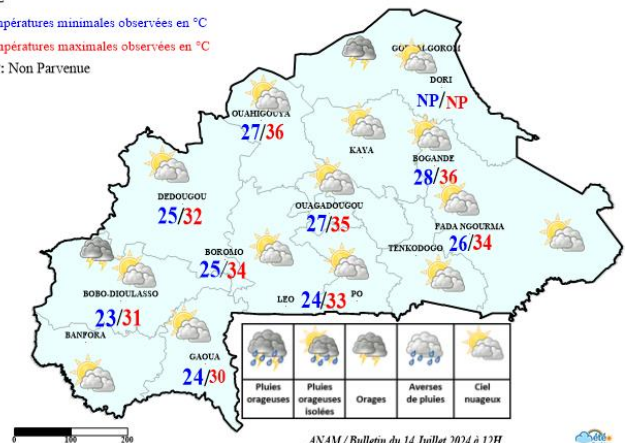 mpératures minimales observées en °C
mpératures maximales observées en °C
: Non Parvenue
GOROM-GOROM
DORI
NP/NP
OUAHIGOUYA
27/36
KAYA
BOGANDE
28/36
DEDOUGOU
25/32
OUAGADOUGOU
27/35
FADA NGOURMA
26/34
TENKODOGO
BOROMO
25/34
BOBO-DIOULASSO
23/31
LEO
24/33
PO
BANFORA
GAOUA
24/30
Pluies orageuses
Pluies orageuses isolées
Orages
Averses de pluies
Ciel nuageux
0 100 200
ANAM / Bulletin du 14 Juillet 2024 à 12H